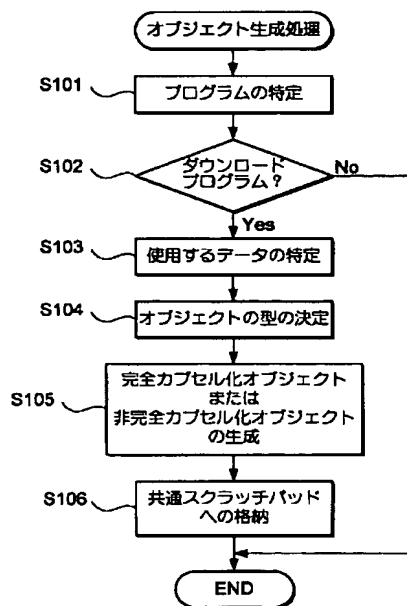 オブジェクト生成処理
S101
プログラムの特定
S102
ダウンロード
プログラム?
No
Yes
S103
使用するデータの特定
S104
オブジェクトの型の決定
S105
完全カプセル化オブジェクト
または
非完全カプセル化オブジェクト
の生成
S106
共通スクラッチパッド
への格納
END